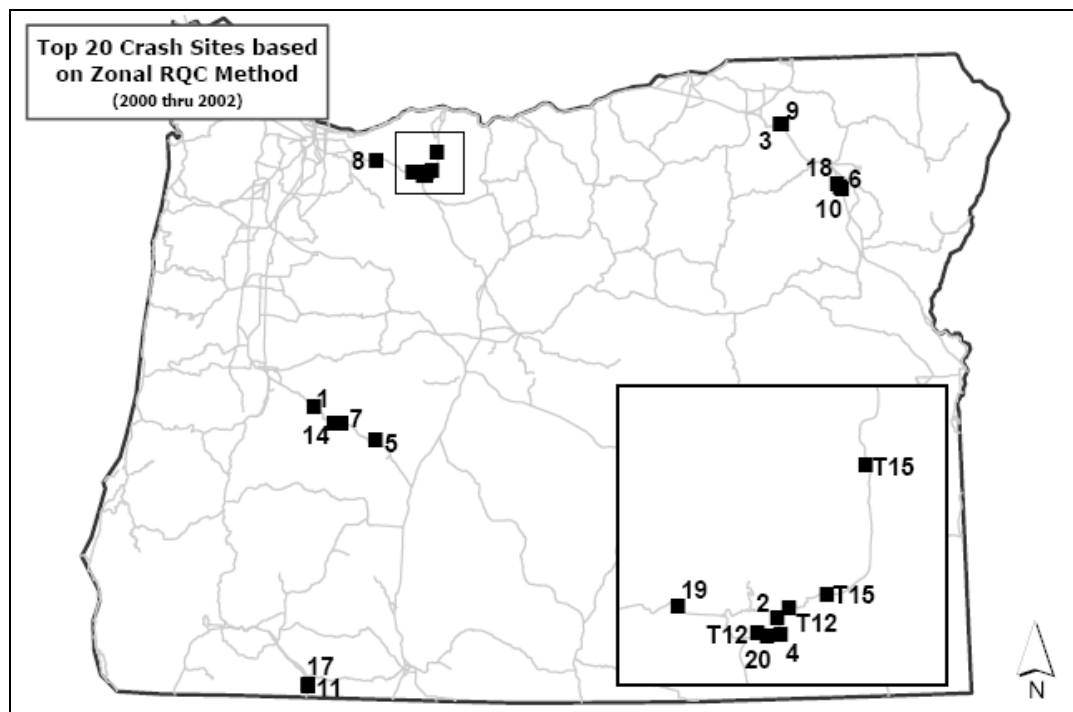 Top 20 Crash Sites based
on Zonal RQC Method
(2000 thru 2002)
9
3
8
18
6
10
1
7
14
5
T15
19
T15
2
T12
T12
4
20
17
11
N